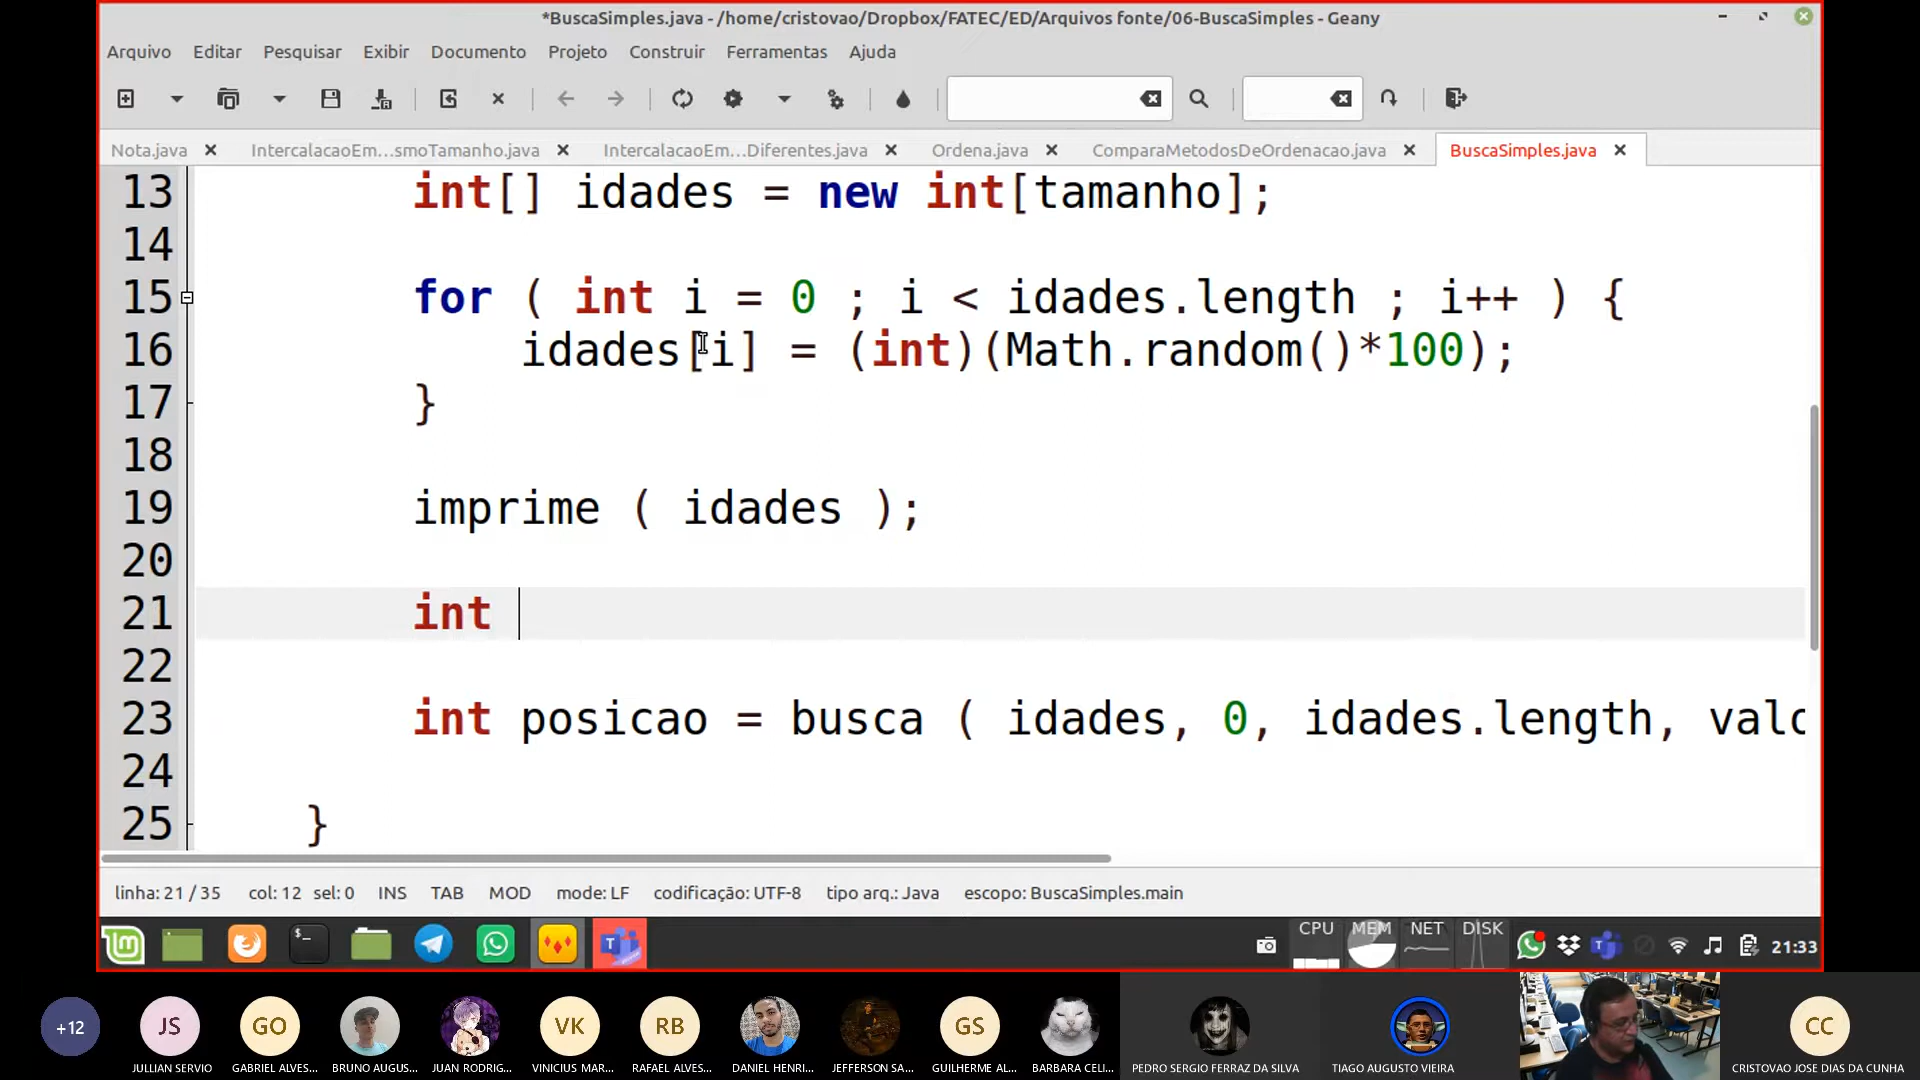 *BuscaSimples.java - /home/cristovao/Dropbox/FATEC/ED/Arquivos fonte/06-BuscaSimples - Geany
Arquivo Editar Pesquisar Exibir Documento Projeto Construir Ferramentas Ajuda
Nota.java IntercalacaoEm...smoTamanho.java IntercalacaoEm...Diferentes.java Ordena.java ComparaMetodosDeOrdenacao.java BuscaSimples.java
13 int[] idades = new int[tamanho];
14
15 for ( int i = 0 ; i < idades.length ; i++ ) {
16 idades[i] = (int)(Math.random()*100);
17 }
18
19 imprime ( idades );
20
21 int
22
23 int posicao = busca ( idades, 0, idades.length, valo
24
25 }
linha: 21 / 35 col: 12 sel: 0 INS TAB MOD mode: LF codificação: UTF-8 tipo arq.: Java escopo: BuscaSimples.main
CPU MEM NET DISK 21:33
+12 JS GO VK RB GS CC
JULLIAN SERVIO GABRIEL ALVES... BRUNO AUGUS... JUAN RODRIG... VINICIUS MAR... RAFAEL ALVES... DANIEL HENRI... JEFFERSON SA... GUILHERME AL... BARBARA CELI... PEDRO SERGIO FERRAZ DA SILVA TIAGO AUGUSTO VIEIRA CRISTOVAO JOSE DIAS DA CUNHA